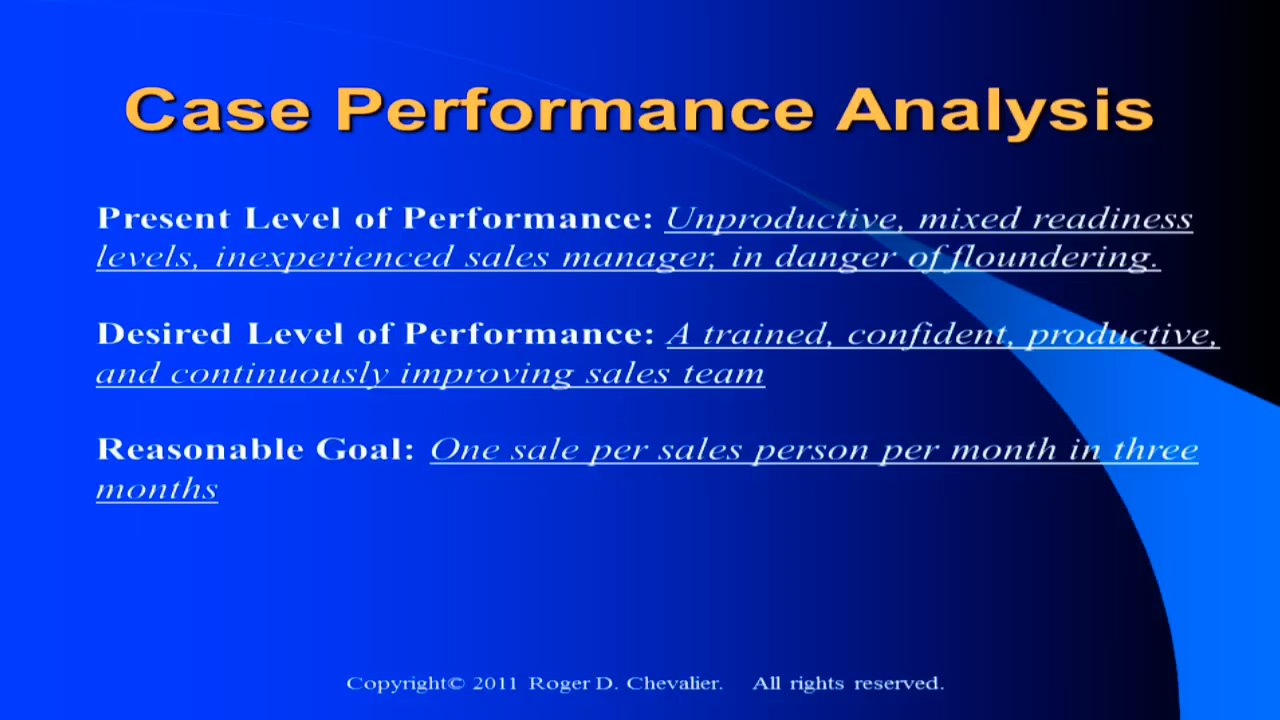 Case Performance Analysis
Present Level of Performance: Unproductive, mixed readiness
levels, inexperienced sales manager, in danger of floundering.
Desired Level of Performance: A trained, confident, productive,
and continuously improving sales team
Reasonable Goal: One sale per sales person per month in three
months
Copyright© 2011 Roger D. Chevalier. All rights reserved.